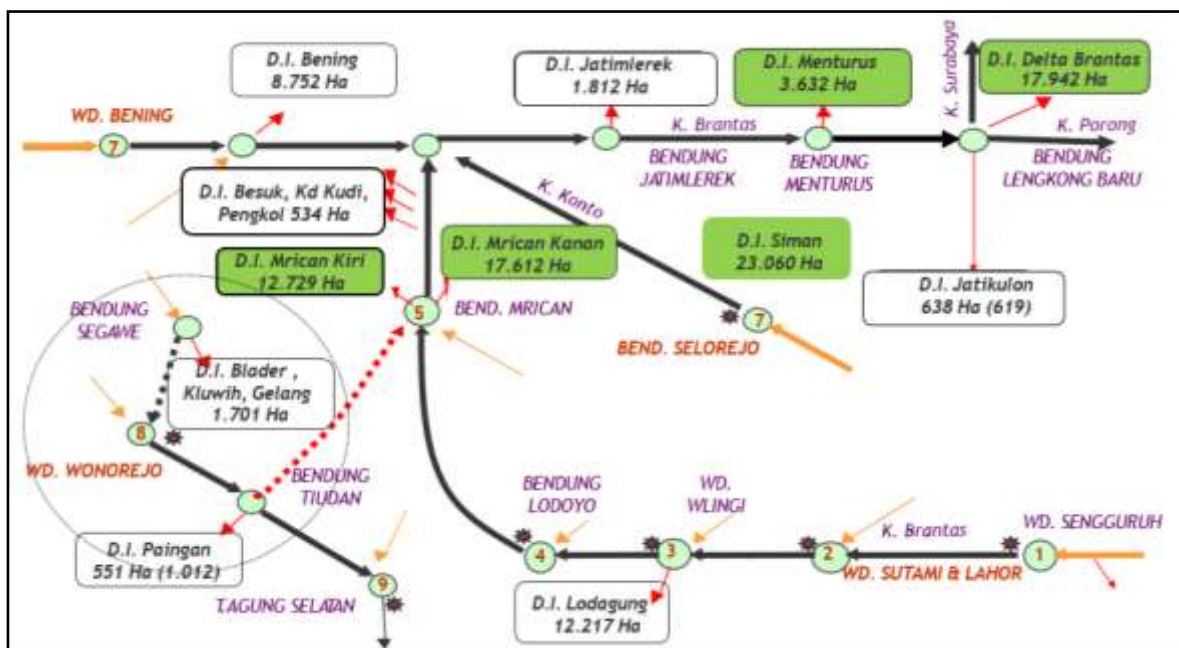 D.I. Bening
8.752 Ha
D.I. Jatimlerek
1.812 Ha
D.I. Menturus
3.632 Ha
K. Surabaya
D.I. Delta Brantas
17.942 Ha
WD. BENING
7
K. Brantas
K. Porong
BENDUNG
JATIMLEREK
BENDUNG
MENTURUS
BENDUNG
LENGKONG BARU
D.I. Besuk, Kd Kudi,
Pengkol 534 Ha
K. Konto
D.I. Mrican Kiri
12.729 Ha
D.I. Mrican Kanan
17.612 Ha
D.I. Siman
23.060 Ha
D.I. Jatikulon
638 Ha (619)
BENDUNG
SEGAWE
5
BEND. MRICAN
7
BEND. SELOREJO
D.I. Blader ,
Kluwih, Gelang
1.701 Ha
8
WD. WONOREJO
BENDUNG
TIUDAN
BENDUNG
LODOYO
WD.
WLINGI
K. Brantas
WD. SENGGURUH
D.I. Paingan
551 Ha (1.012)
4
3
2
1
WD. SUTAMI & LAHOR
9
T.AGUNG SELATAN
D.I. Lodagung
12.217 Ha